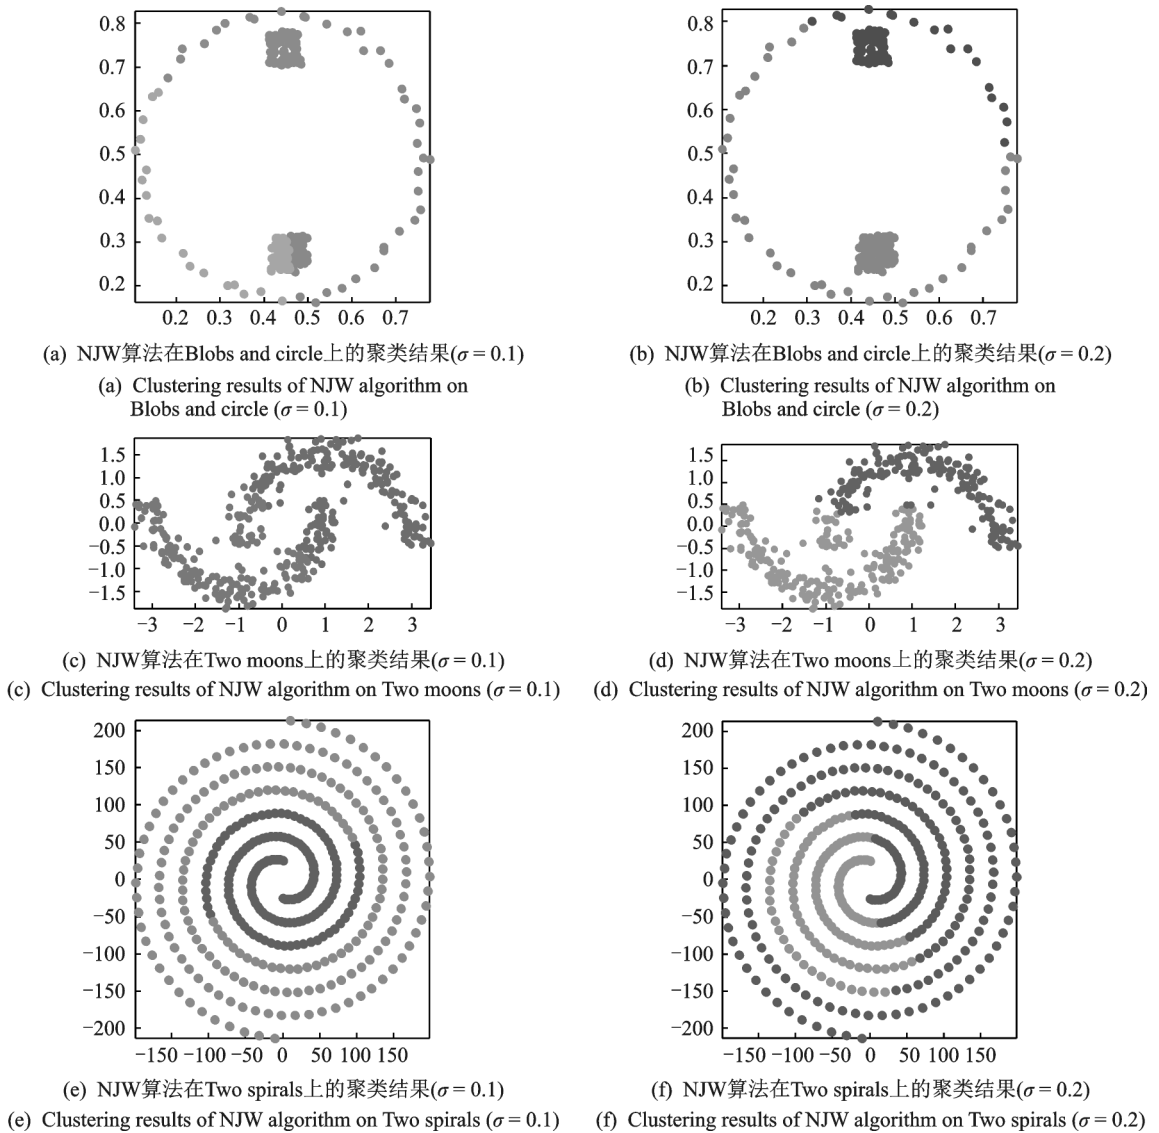 0.8
0.7
0.6
0.5
0.4
0.3
0.2
0.2 0.3 0.4 0.5 0.6 0.7
(a) NJW算法在Blobs and circle上的聚类结果(σ = 0.1)
(a) Clustering results of NJW algorithm on
Blobs and circle (σ = 0.1)
0.8
0.7
0.6
0.5
0.4
0.3
0.2
0.2 0.3 0.4 0.5 0.6 0.7
(b) NJW算法在Blobs and circle上的聚类结果(σ = 0.2)
(b) Clustering results of NJW algorithm on
Blobs and circle (σ = 0.2)
1.5
1.0
0.5
0.0
−0.5
−1.0
−1.5
−3 −2 −1 0 1 2 3
(c) NJW算法在Two moons上的聚类结果(σ = 0.1)
(c) Clustering results of NJW algorithm on Two moons (σ = 0.1)
1.5
1.0
0.5
0.0
−0.5
−1.0
−1.5
−3 −2 −1 0 1 2 3
(d) NJW算法在Two moons上的聚类结果(σ = 0.2)
(d) Clustering results of NJW algorithm on Two moons (σ = 0.2)
200
150
100
50
0
−50
−100
−150
−200
−150 −100 −50 0 50 100 150
(e) NJW算法在Two spirals上的聚类结果(σ = 0.1)
(e) Clustering results of NJW algorithm on Two spirals (σ = 0.1)
200
150
100
50
0
−50
−100
−150
−200
−150 −100 −50 0 50 100 150
(f) NJW算法在Two spirals上的聚类结果(σ = 0.2)
(f) Clustering results of NJW algorithm on Two spirals (σ = 0.2)